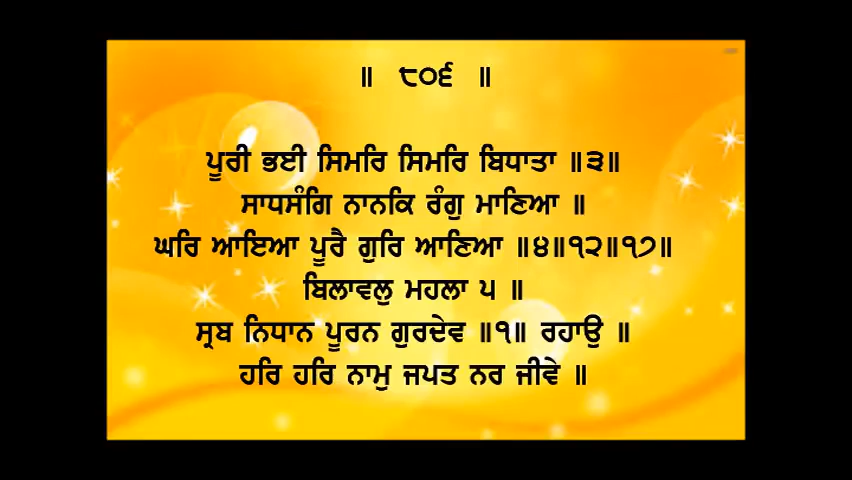 ॥ ੮੦੬ ॥
ਪੂਰੀ ਭਈ ਸਿਮਰਿ ਸਿਮਰਿ ਬਿਧਾਤਾ ॥੩॥
ਸਾਧਸੰਗਿ ਨਾਨਕਿ ਰੰਗੁ ਮਾਣਿਆ ॥
ਘਰਿ ਆਇਆ ਪੂਰੈ ਗੁਰਿ ਆਣਿਆ ॥੪॥੧੨॥੧੭॥
ਬਿਲਾਵਲੁ ਮਹਲਾ ੫ ॥
ਸ੍ਰਬ ਨਿਧਾਨ ਪੂਰਨ ਗੁਰਦੇਵ ॥੧॥ ਰਹਾਉ ॥
ਹਰਿ ਹਰਿ ਨਾਮੁ ਜਪਤ ਨਰ ਜੀਵੇ ॥